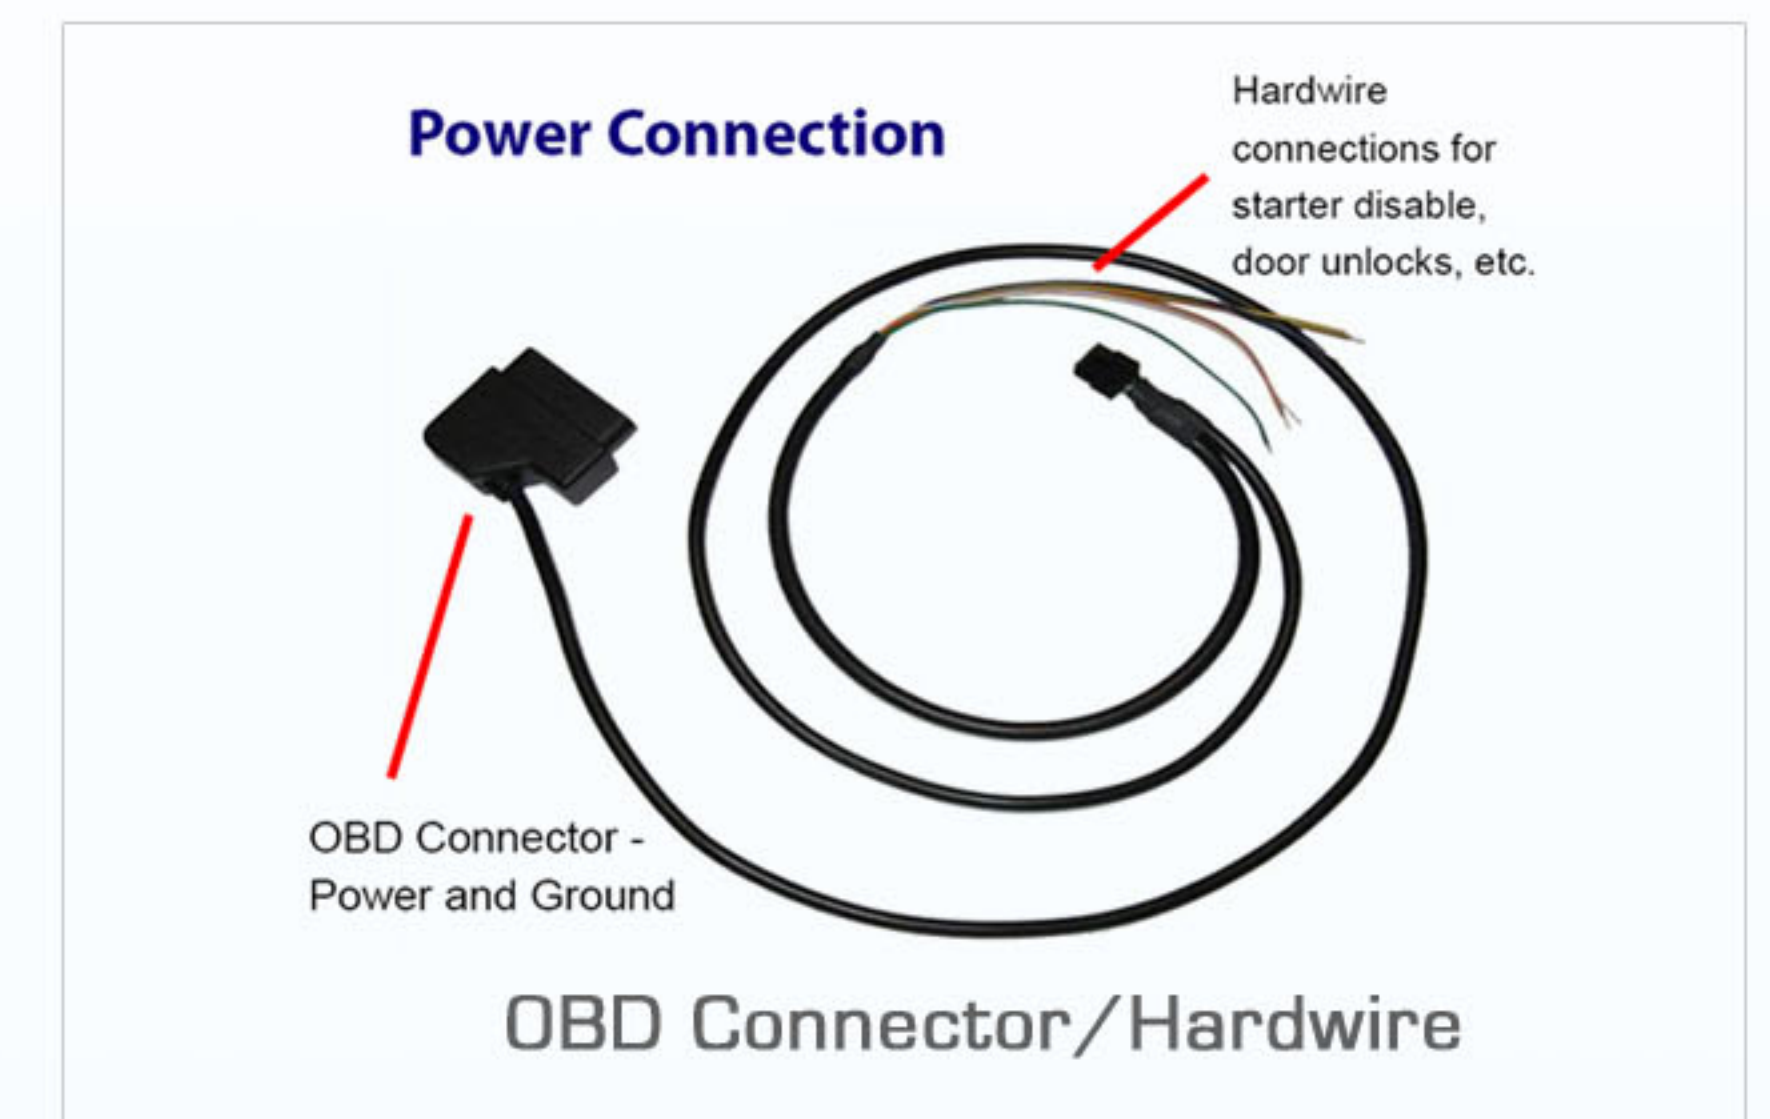 Power Connection
Hardwire
connections for
starter disable,
door unlocks, etc.
OBD Connector -
Power and Ground
OBD Connector/Hardwire